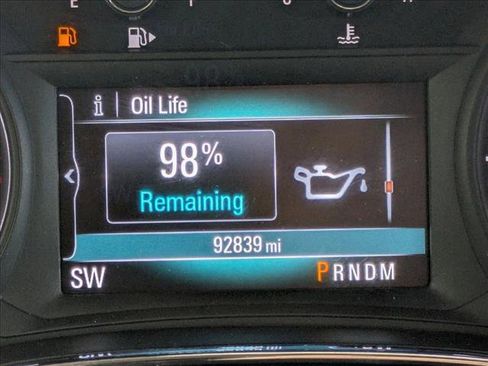 E F C H
i | Oil Life
98%
Remaining
92839 mi
SW PRNDM